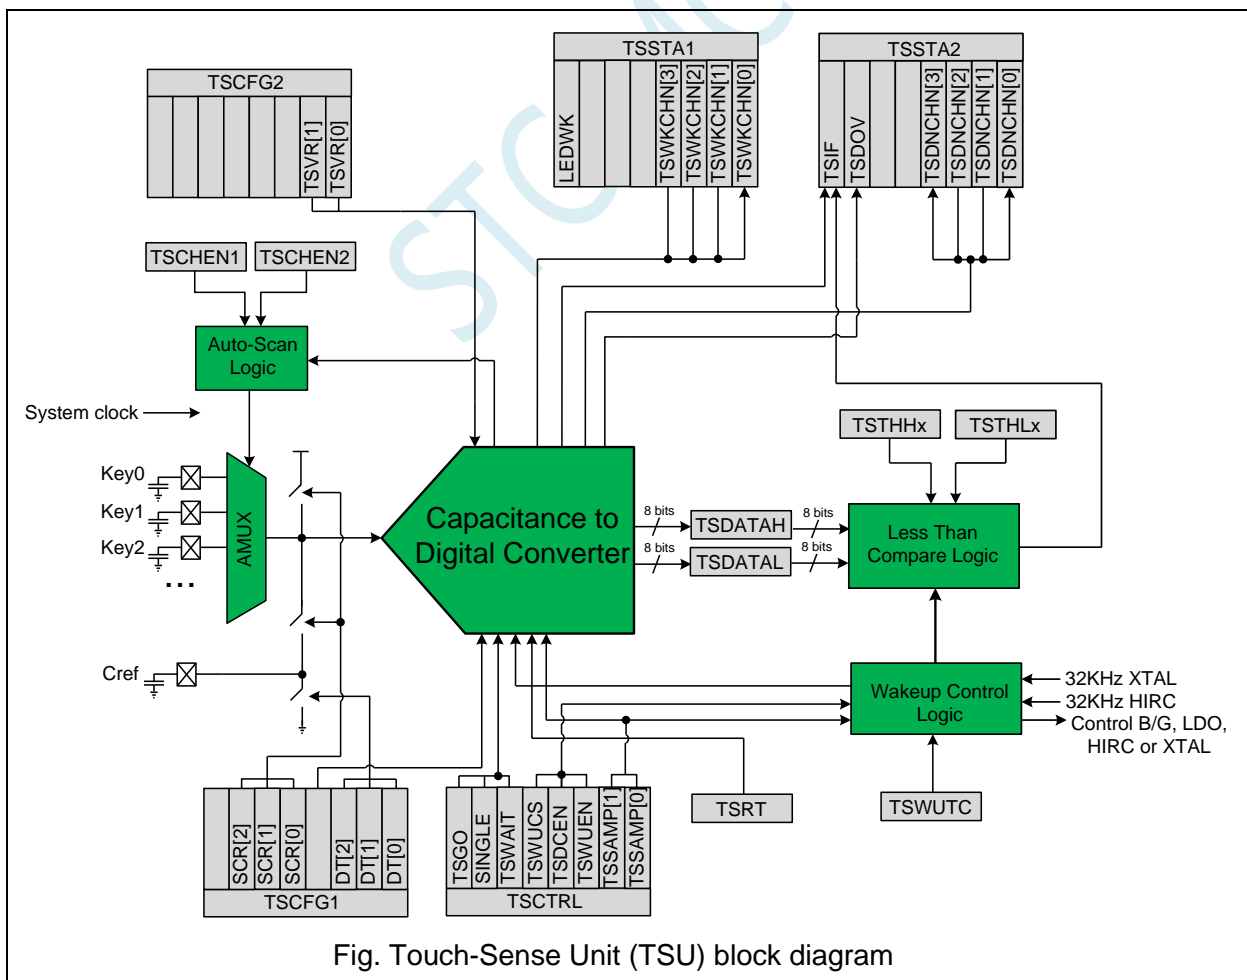 STCMC
TSSTA1
TSSTA2
TSCFG2
LEDWK
TSWKCHN[3]
TSWKCHN[2]
TSWKCHN[1]
TSWKCHN[0]
TSIF
TSDOV
TSDNCHN[3]
TSDNCHN[2]
TSDNCHN[1]
TSDNCHN[0]
TSVR[1]
TSVR[0]
TSCHEN1
TSCHEN2
Auto-Scan
Logic
System clock
TSTHHx
TSTHLx
Key0
Key1
Key2
...
AMUX
Capacitance to
Digital Converter
8 bits
TSDATAH
8 bits
8 bits
TSDATAL
8 bits
Less Than
Compare Logic
Cref
Wakeup Control
Logic
32KHz XTAL
32KHz HIRC
Control B/G, LDO,
HIRC or XTAL
SCR[2]
SCR[1]
SCR[0]
DT[2]
DT[1]
DT[0]
TSCFG1
TSGO
SINGLE
TSWAIT
TSWUCS
TSDCEN
TSWUEN
TSSAMP[1]
TSSAMP[0]
TSCTRL
TSRT
TSWUTC
Fig. Touch-Sense Unit (TSU) block diagram